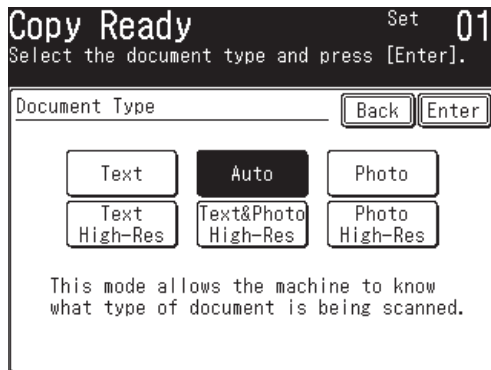 Copy Ready Set 01
Select the document type and press [Enter].
Document Type Back Enter
Text Auto Photo
Text Text&Photo Photo
High-Res High-Res High-Res
This mode allows the machine to know
what type of document is being scanned.